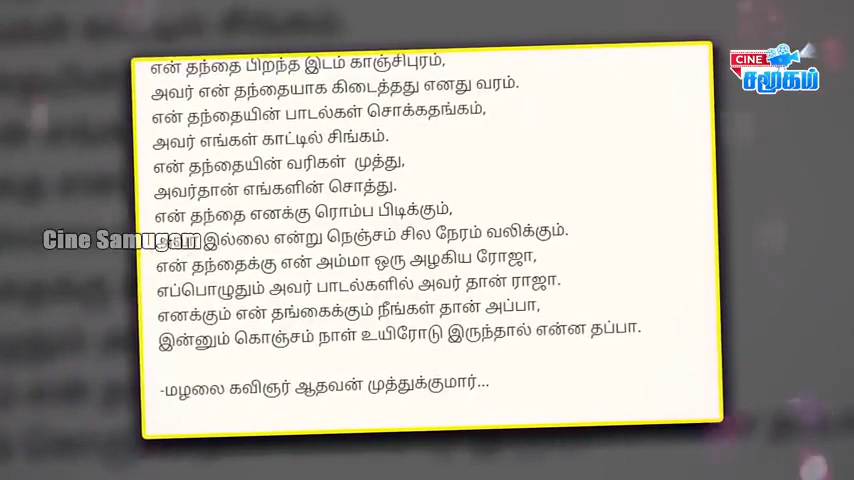 CINE
சமூகம்
என் தந்தை பிறந்த இடம் காஞ்சிபுரம்,
அவர் என் தந்தையாக கிடைத்தது எனது வரம்.
என் தந்தையின் பாடல்கள் சொக்கதங்கம்,
அவர் எங்கள் காட்டில் சிங்கம்.
என் தந்தையின் வரிகள் முத்து,
அவர்தான் எங்களின் சொத்து.
என் தந்தை எனக்கு ரொம்ப பிடிக்கும்,
இல்லை என்று நெஞ்சம் சில நேரம் வலிக்கும்.
Cine Samugam
என் தந்தைக்கு என் அம்மா ஒரு அழகிய ரோஜா,
எப்பொழுதும் அவர் பாடல்களில் அவர் தான் ராஜா.
எனக்கும் என் தங்கைக்கும் நீங்கள் தான் அப்பா,
இன்னும் கொஞ்சம் நாள் உயிரோடு இருந்தால் என்ன தப்பா.
-மழலை கவிஞர் ஆதவன் முத்துக்குமார்...